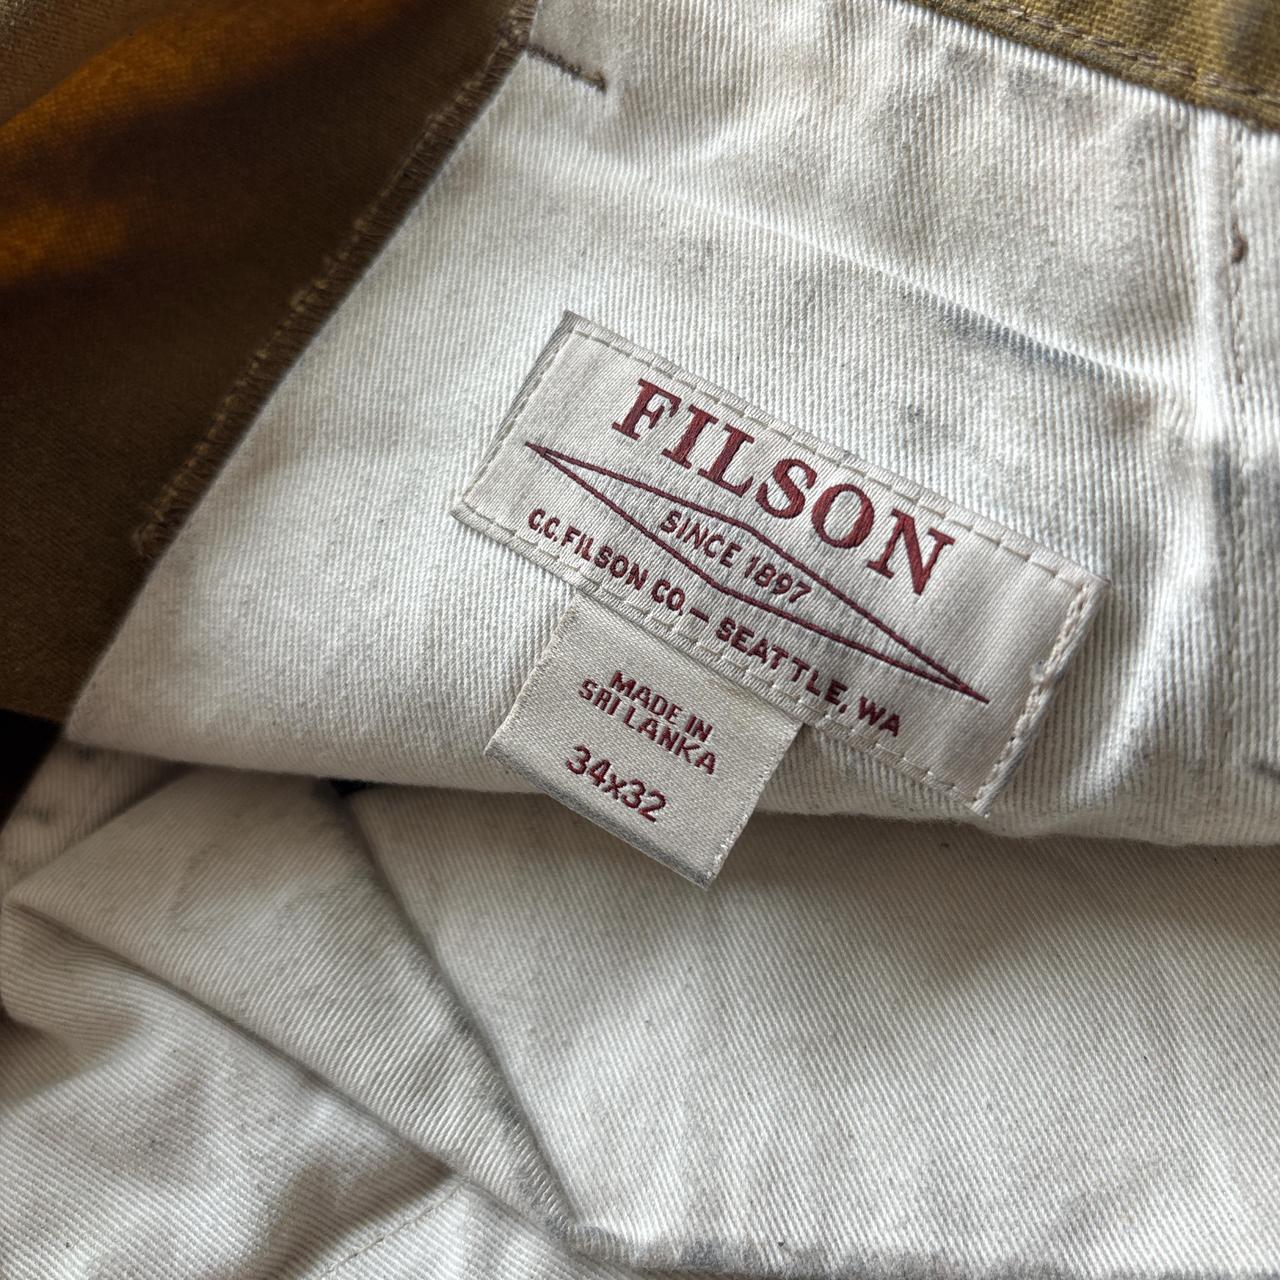 FILSON
SINCE 1897
C.C. FILSON CO. — SEATTLE, WA
MADE IN
SRI LANKA
34x32